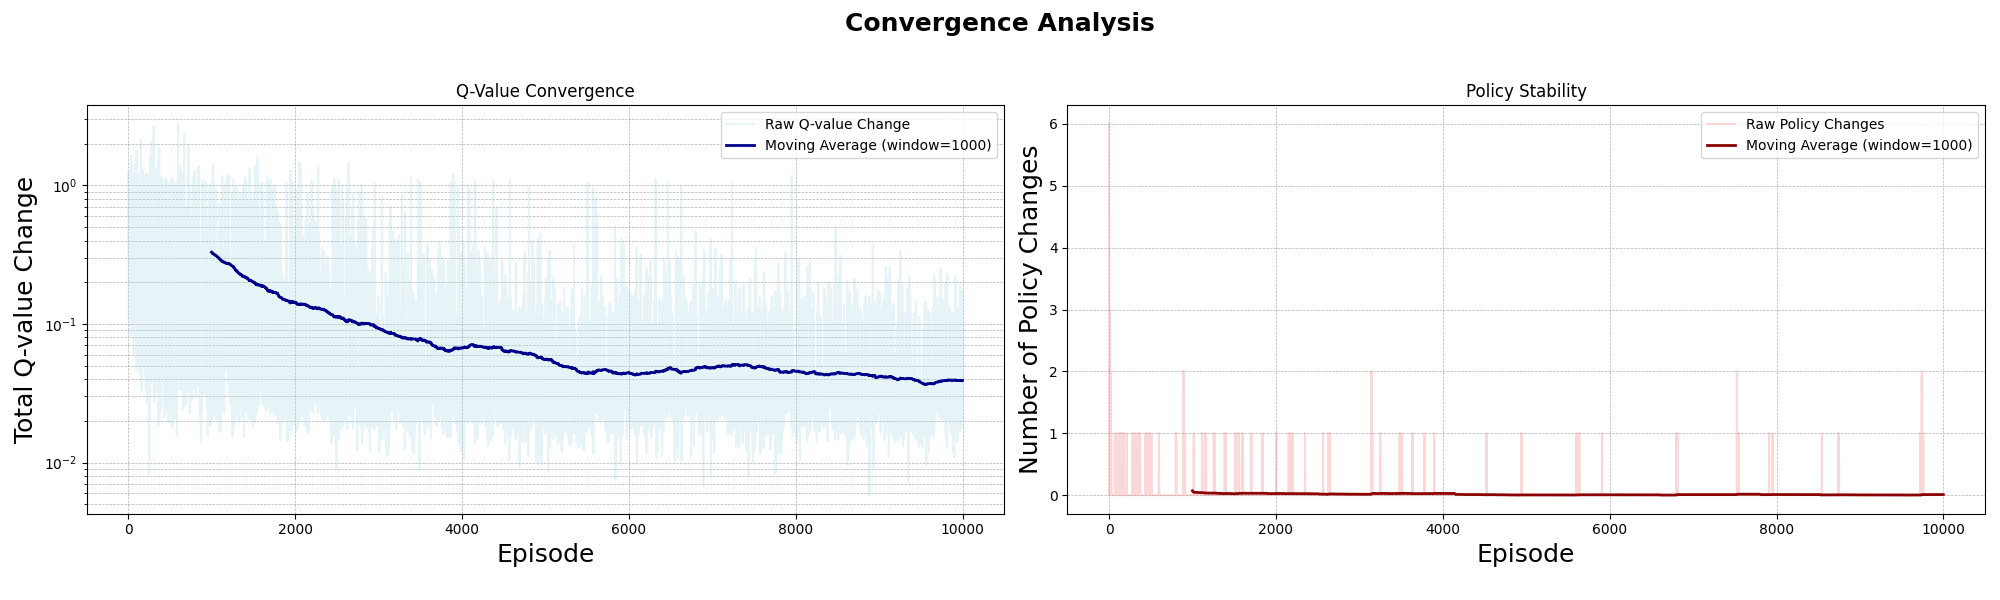 Convergence Analysis
Q-Value Convergence
Total Q-value Change
10⁰
10⁻¹
10⁻²
Raw Q-value Change
Moving Average (window=1000)
0 2000 4000 6000 8000 10000
Episode
Policy Stability
Number of Policy Changes
6
5
4
3
2
1
0
Raw Policy Changes
Moving Average (window=1000)
0 2000 4000 6000 8000 10000
Episode